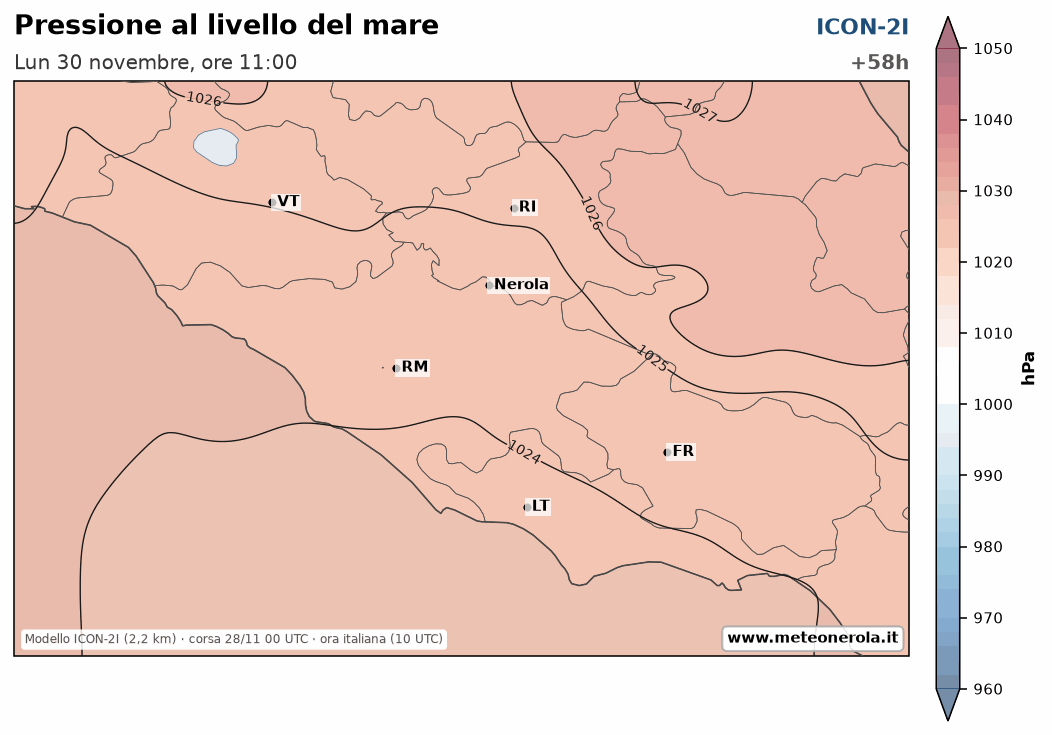 Pressione al livello del mare
ICON-2I
Lun 30 novembre, ore 11:00
+58h
1026
1027
VT
RI
1026
Nerola
1025
RM
1024
FR
LT
Modello ICON-2I (2,2 km) · corsa 28/11 00 UTC · ora italiana (10 UTC)
www.meteonerola.it
1050
1040
1030
1020
1010
1000
990
980
970
960
hPa